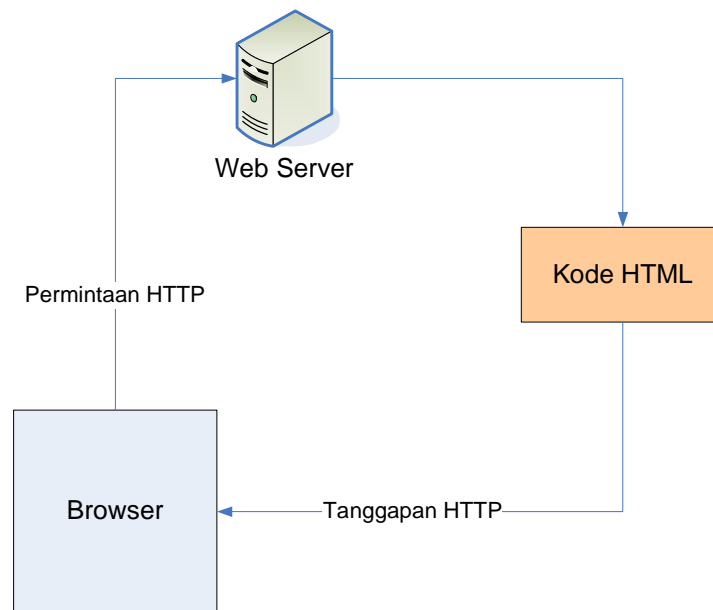 Web Server
Kode HTML
Permintaan HTTP
Browser
Tanggapan HTTP